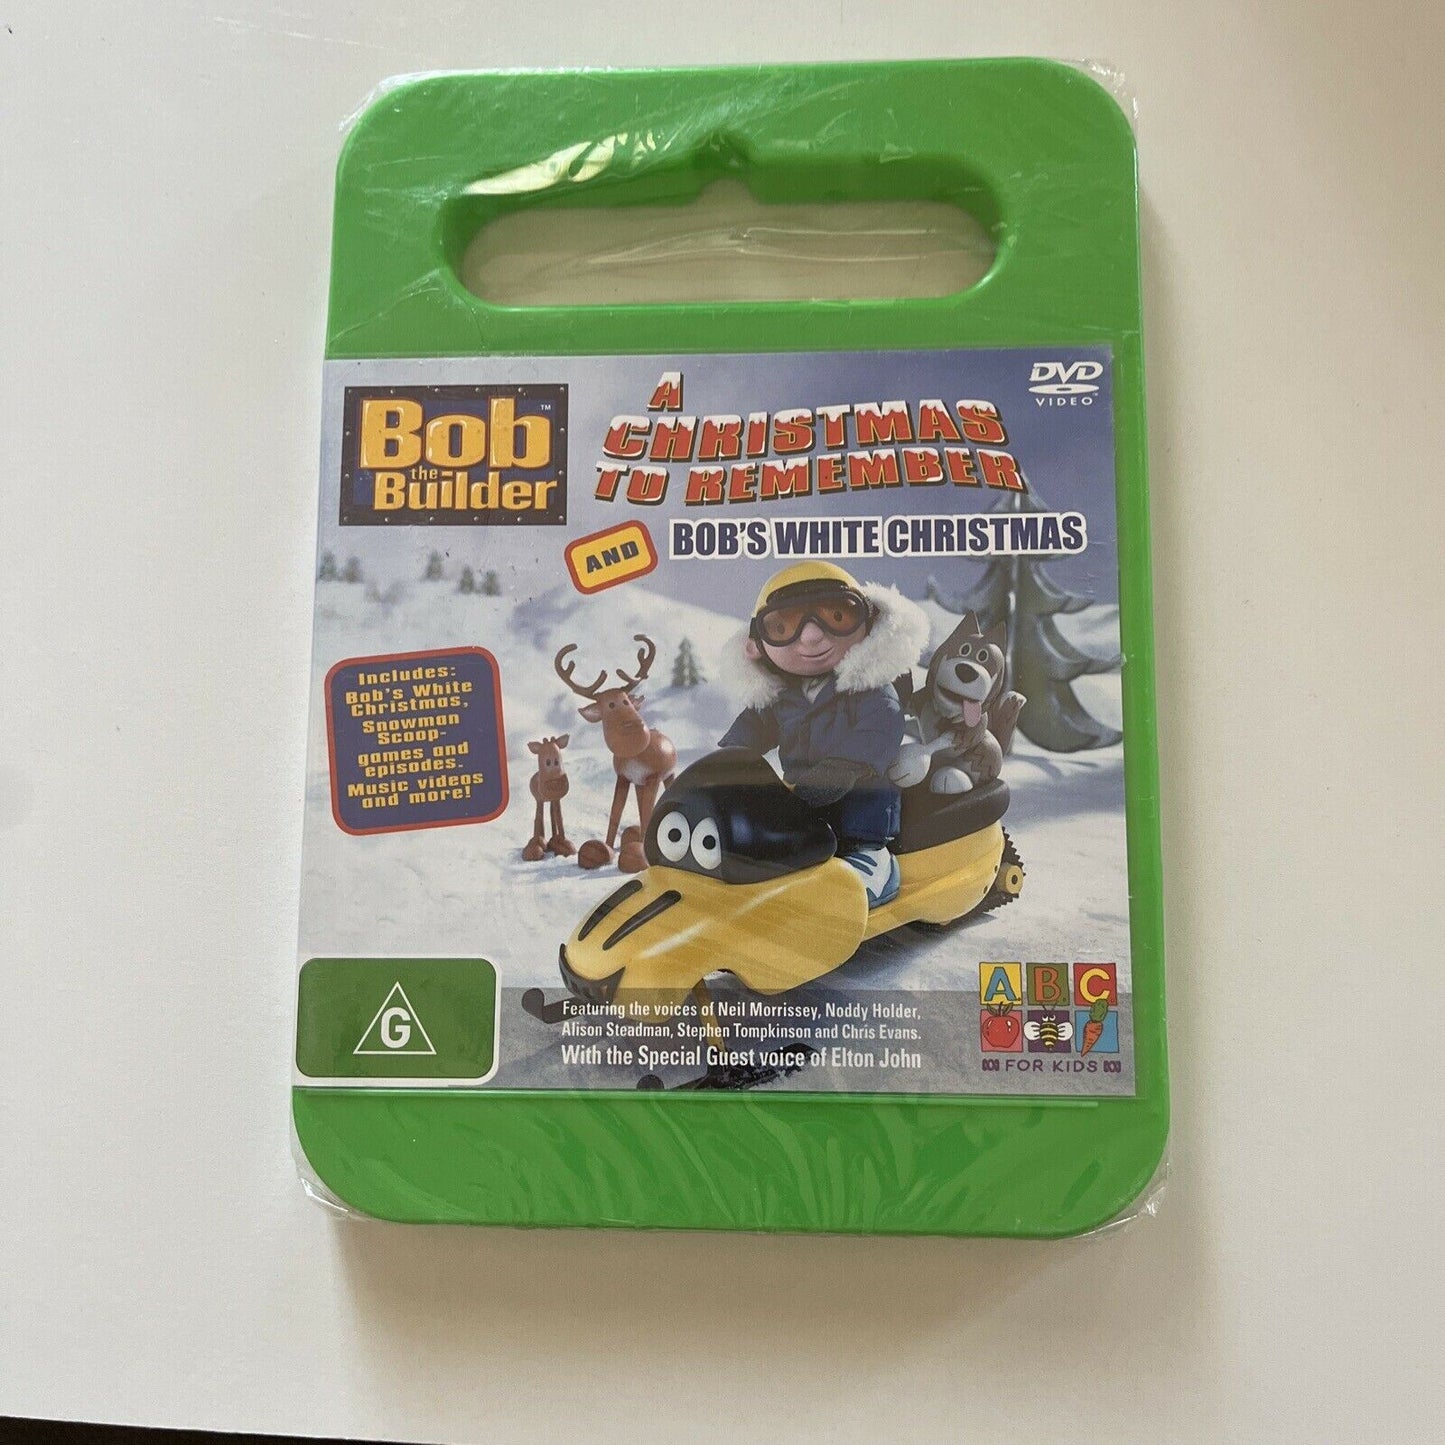 DVD
VIDEO
Bob ™
the
Builder
A
CHRISTMAS
TO REMEMBER
AND
BOB'S WHITE CHRISTMAS
Includes:
Bob's White
Christmas,
Snowman
Scoop-
games and
episodes.
Music videos
and more!
G
Featuring the voices of Neil Morrissey, Noddy Holder,
Alison Steadman, Stephen Tompkinson and Chris Evans.
With the Special Guest voice of Elton John
ABC
FOR KIDS